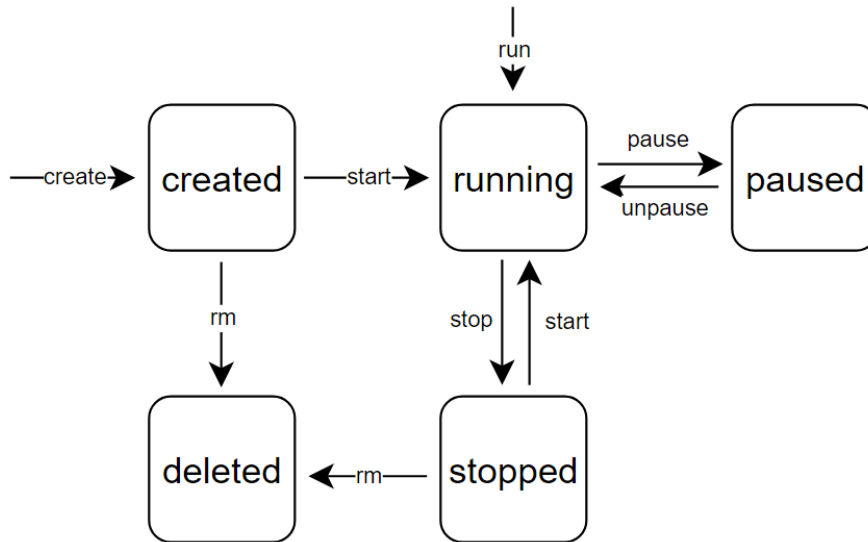 run
create
created
start
running
pause
unpause
paused
rm
stop
start
deleted
rm
stopped